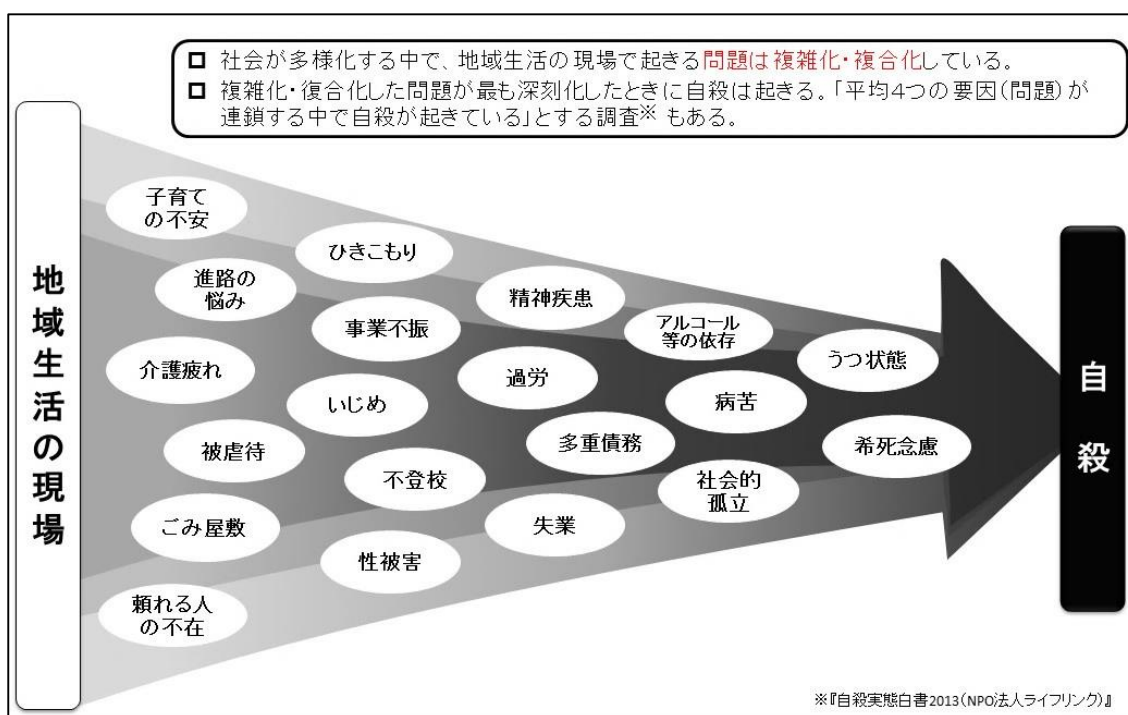 □ 社会が多様化する中で、地域生活の現場で起きる問題は複雑化・複合化している。
□ 複雑化・復合化した問題が最も深刻化したときに自殺は起きる。「平均4つの要因(問題)が
連鎖する中で自殺が起きている」とする調査※ もある。
地域生活の現場
子育て
の不安
ひきこもり
進路の
悩み
精神疾患
事業不振
アルコール
等の依存
うつ状態
介護疲れ
過労
いじめ
病苦
被虐待
多重債務
希死念慮
不登校
社会的
孤立
ごみ屋敷
失業
性被害
頼れる人
の不在
自殺
※『自殺実態白書2013(NPO法人ライフリンク)』